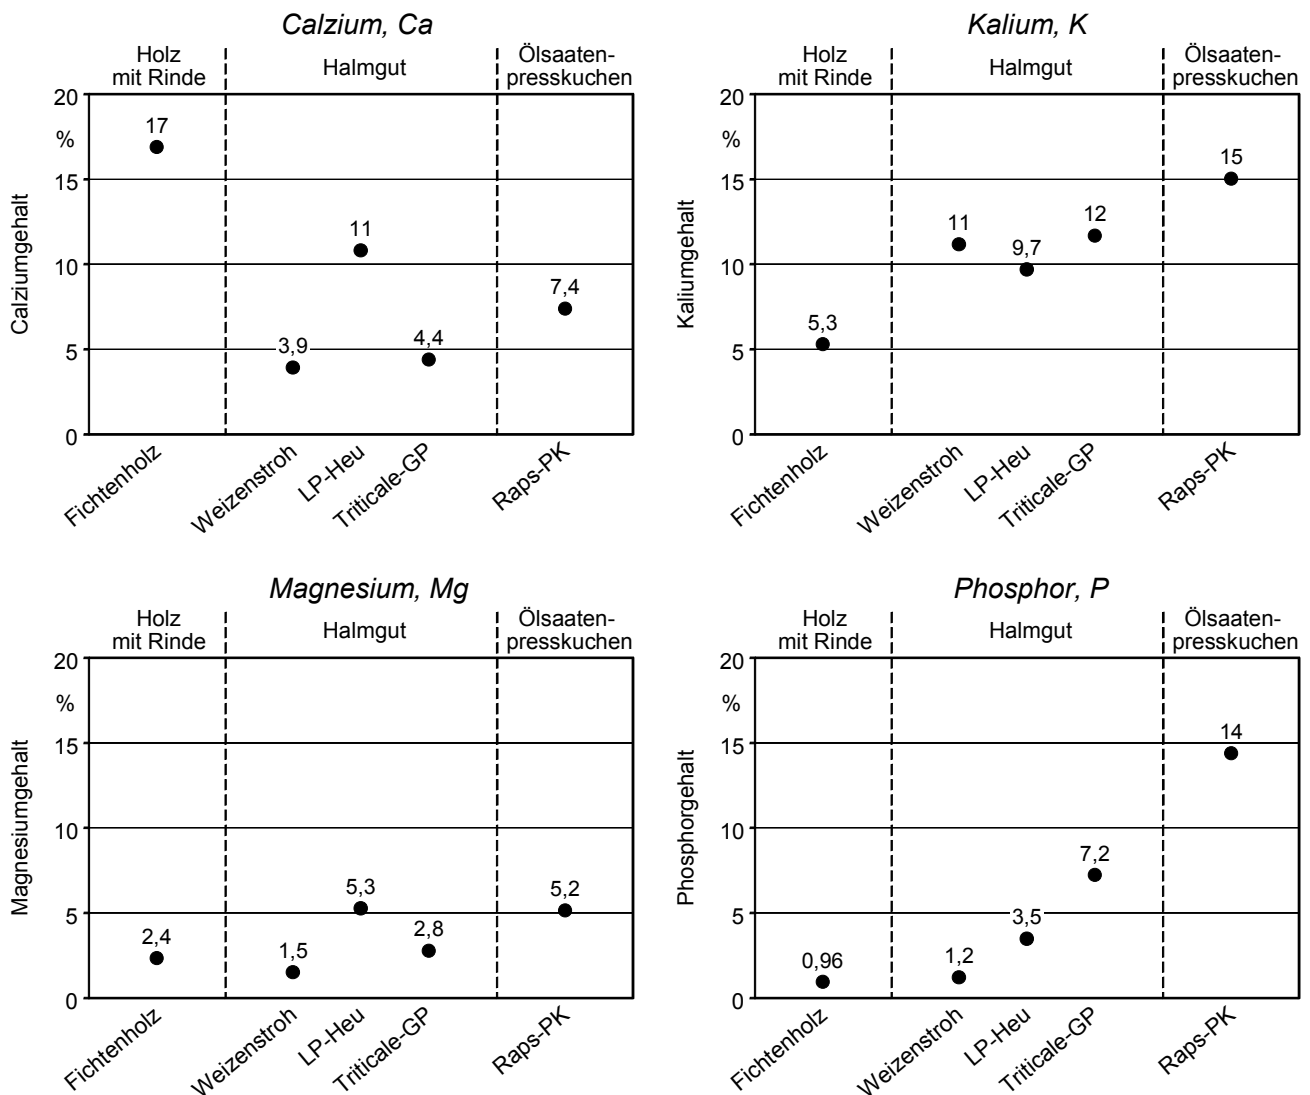 Calzium, Ca
Holz
mit Rinde
Halmgut
Ölsaaten-
presskuchen
Calziumgehalt
20
%
15
10
5
0
17
3,9
11
4,4
7,4
Fichtenholz
Weizenstroh
LP-Heu
Triticale-GP
Raps-PK
Kalium, K
Holz
mit Rinde
Halmgut
Ölsaaten-
presskuchen
Kaliumgehalt
20
%
15
10
5
0
5,3
11
9,7
12
15
Fichtenholz
Weizenstroh
LP-Heu
Triticale-GP
Raps-PK
Magnesium, Mg
Holz
mit Rinde
Halmgut
Ölsaaten-
presskuchen
Magnesiumgehalt
20
%
15
10
5
0
2,4
1,5
5,3
2,8
5,2
Fichtenholz
Weizenstroh
LP-Heu
Triticale-GP
Raps-PK
Phosphor, P
Holz
mit Rinde
Halmgut
Ölsaaten-
presskuchen
Phosphorgehalt
20
%
15
10
5
0
0,96
1,2
3,5
7,2
14
Fichtenholz
Weizenstroh
LP-Heu
Triticale-GP
Raps-PK